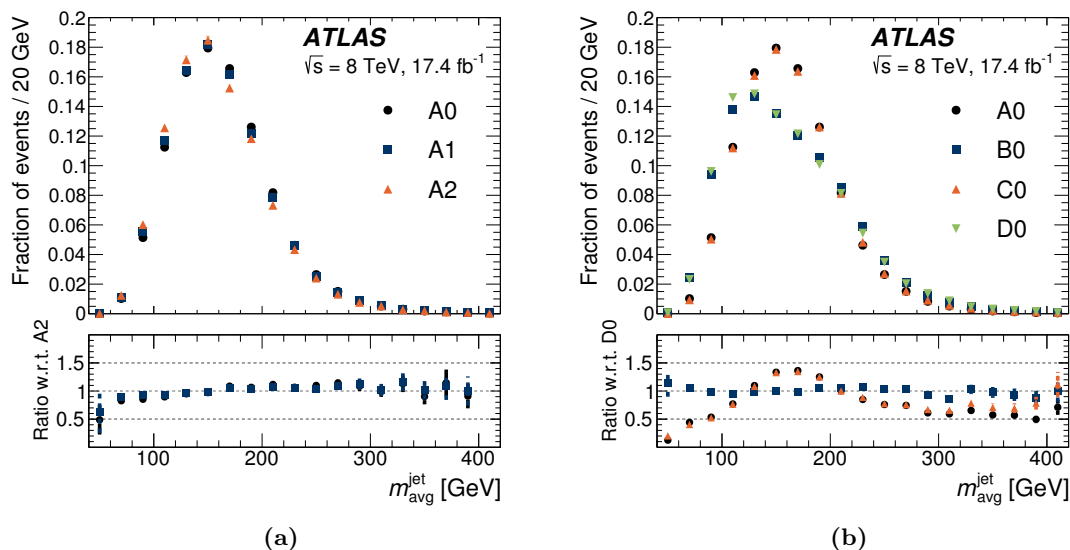 Fraction of events / 20 GeV
0.2
0.18
0.16
0.14
0.12
0.1
0.08
0.06
0.04
0.02
0
ATLAS
√s = 8 TeV, 17.4 fb⁻¹
A0
A1
A2
Ratio w.r.t. A2
1.5
1
0.5
100 200 300 400
m_avg^jet [GeV]
(a)
Fraction of events / 20 GeV
0.2
0.18
0.16
0.14
0.12
0.1
0.08
0.06
0.04
0.02
0
ATLAS
√s = 8 TeV, 17.4 fb⁻¹
A0
B0
C0
D0
Ratio w.r.t. D0
1.5
1
0.5
100 200 300 400
m_avg^jet [GeV]
(b)